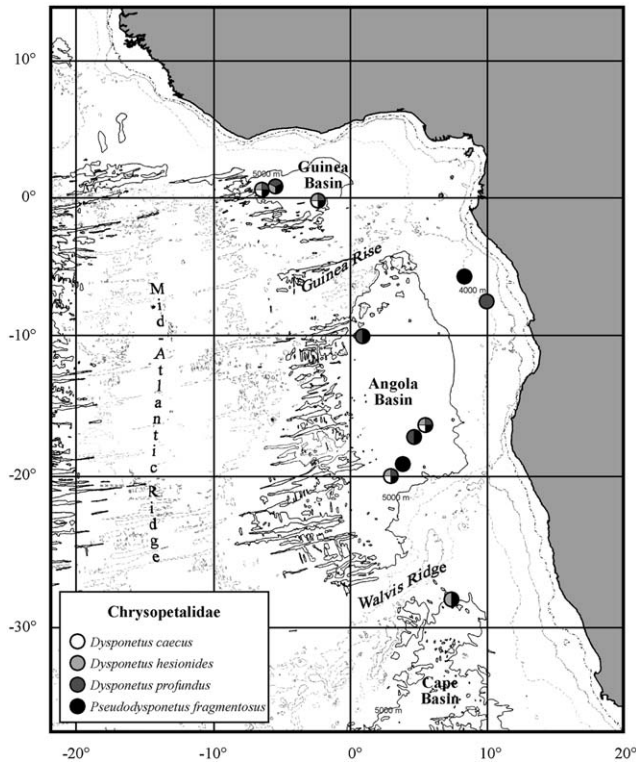 10°
0°
-10°
-20°
-30°
5000 m
Guinea
Basin
Guinea Rise
4000 m
Mid-Atlantic Ridge
Angola
Basin
5000 m
Walvis Ridge
Cape
Basin
5000 m
Chrysopetalidae
Dysponetus caecus
Dysponetus hesionides
Dysponetus profundus
Pseudodysponetus fragmentosus
-20°
-10°
0°
10°
20°